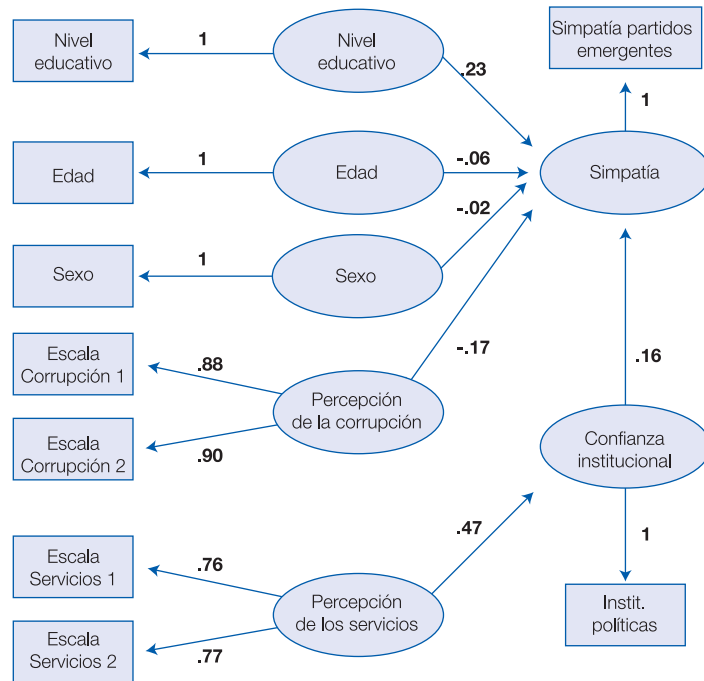 Nivel
educativo
1
Nivel
educativo
.23
Simpatía partidos
emergentes
1
Edad
1
Edad
-.06
Simpatía
-.02
Sexo
1
Sexo
-.17
Escala
Corrupción 1
.88
Percepción
de la corrupción
.16
Escala
Corrupción 2
.90
Confianza
institucional
.47
1
Escala
Servicios 1
.76
Percepción
de los servicios
Instit.
políticas
Escala
Servicios 2
.77